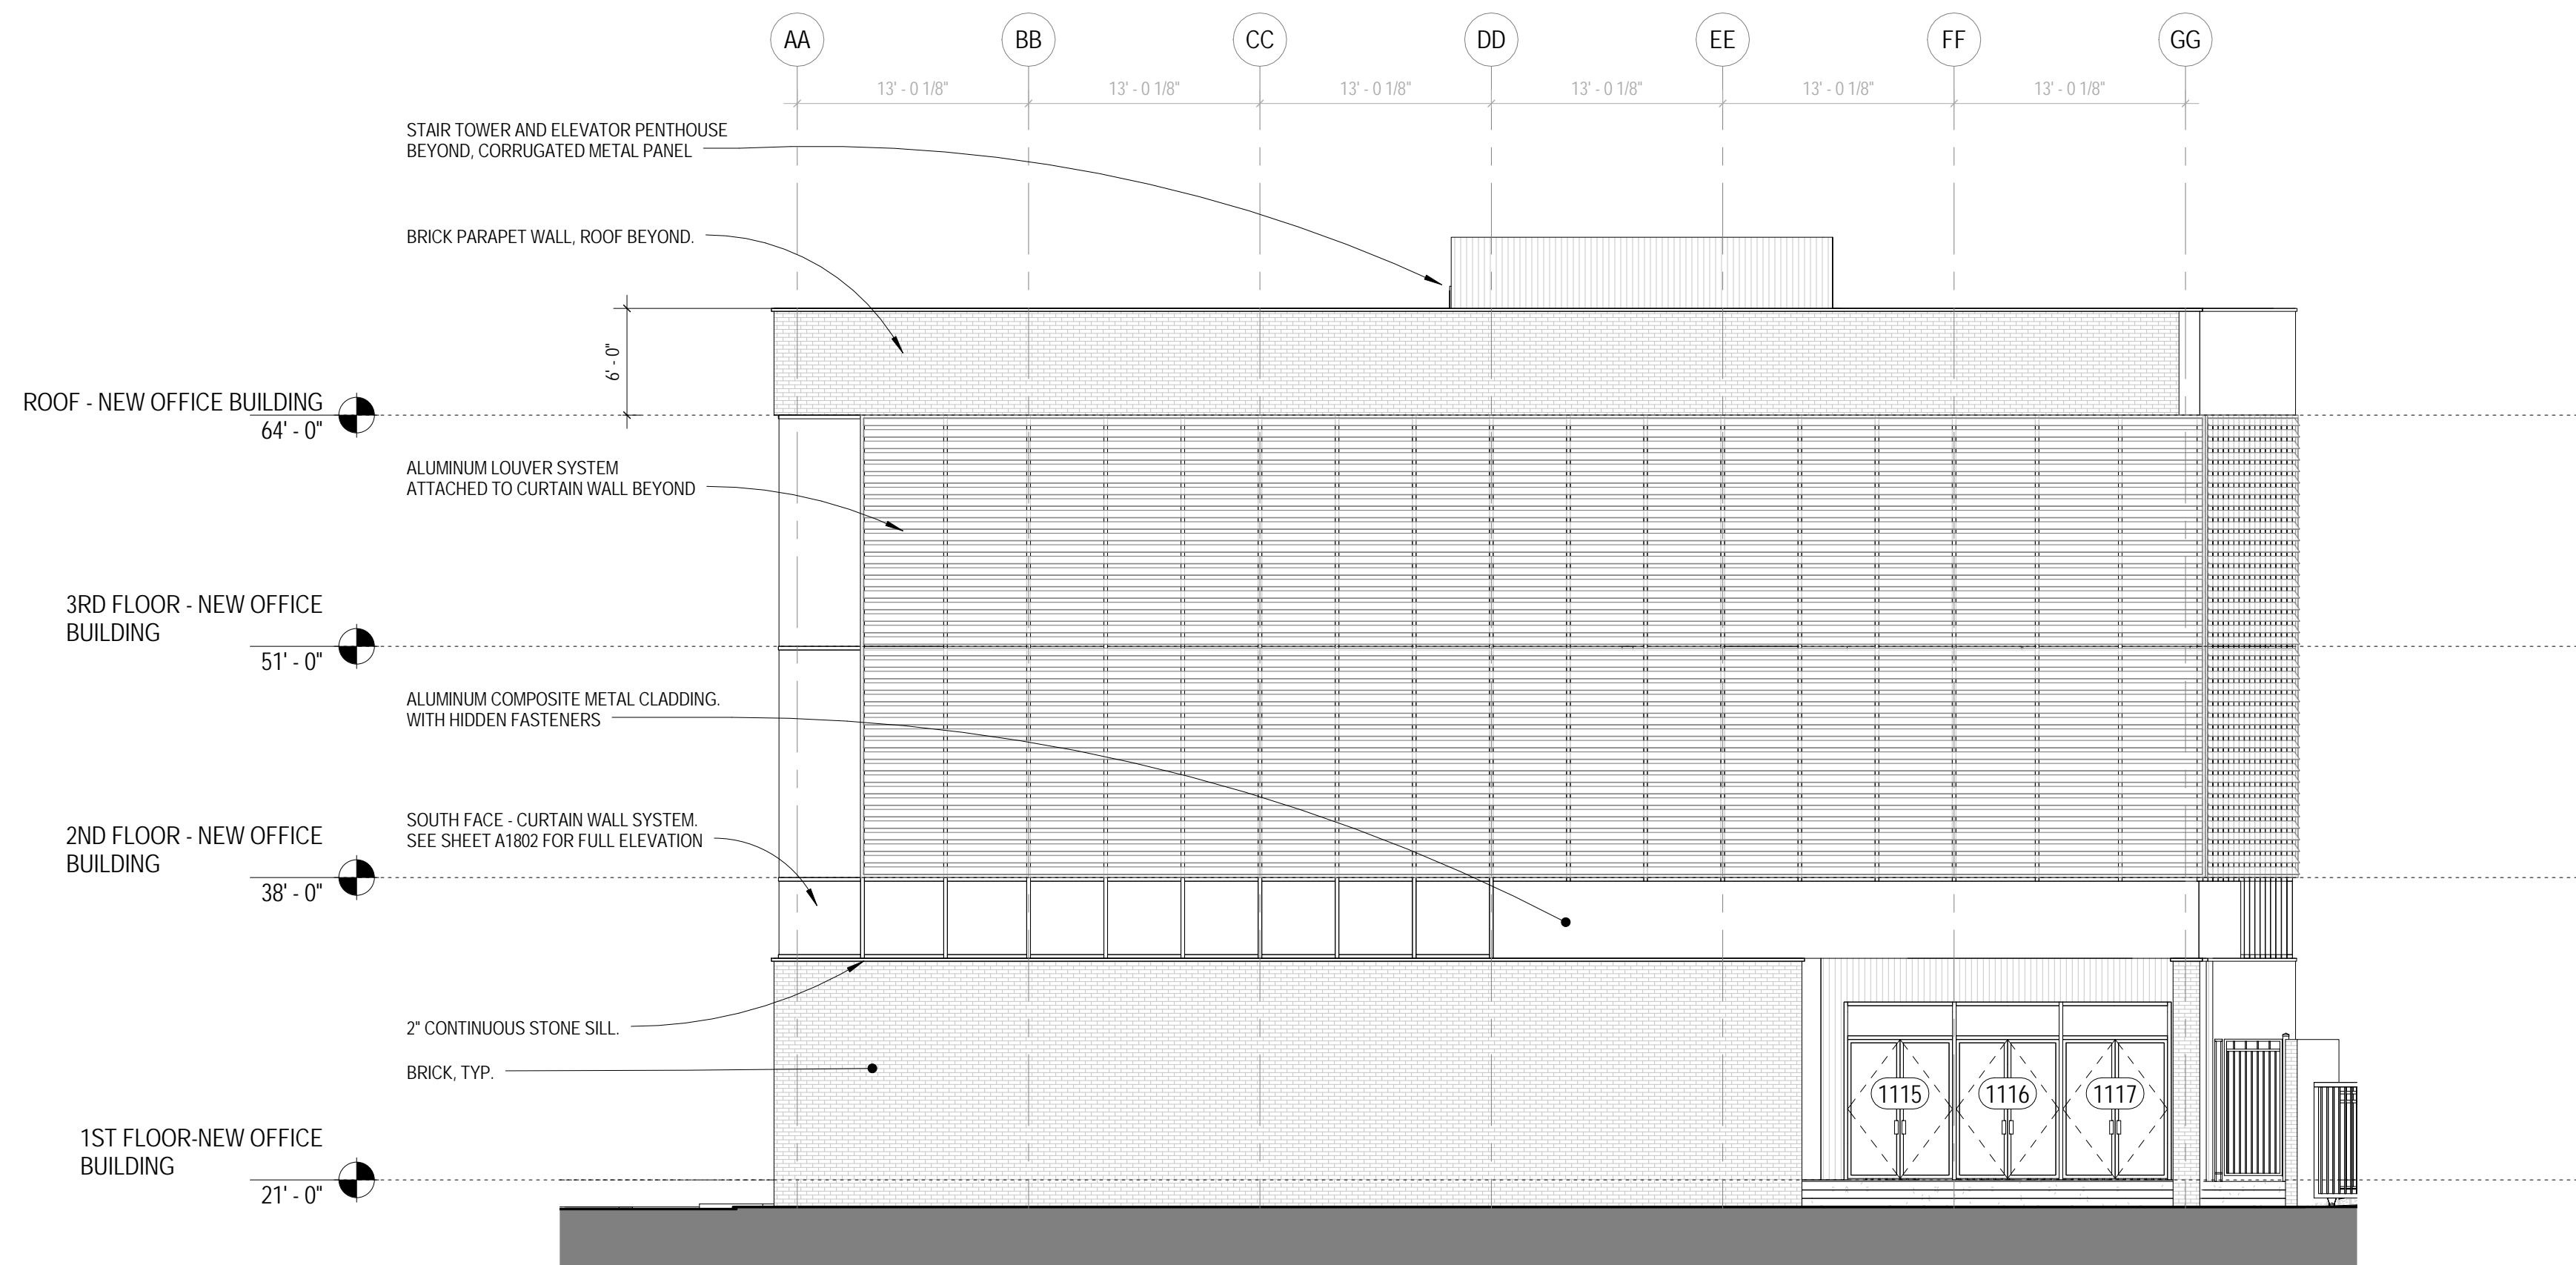 AA BB CC DD EE FF GG
13' - 0 1/8" 13' - 0 1/8" 13' - 0 1/8" 13' - 0 1/8" 13' - 0 1/8" 13' - 0 1/8"
STAIR TOWER AND ELEVATOR PENTHOUSE
BEYOND, CORRUGATED METAL PANEL
BRICK PARAPET WALL, ROOF BEYOND.
6' - 0"
ROOF - NEW OFFICE BUILDING
64' - 0"
ALUMINUM LOUVER SYSTEM
ATTACHED TO CURTAIN WALL BEYOND
3RD FLOOR - NEW OFFICE
BUILDING
51' - 0"
ALUMINUM COMPOSITE METAL CLADDING.
WITH HIDDEN FASTENERS
SOUTH FACE - CURTAIN WALL SYSTEM.
SEE SHEET A1802 FOR FULL ELEVATION
2ND FLOOR - NEW OFFICE
BUILDING
38' - 0"
2" CONTINUOUS STONE SILL.
BRICK, TYP.
1115 1116 1117
1ST FLOOR-NEW OFFICE
BUILDING
21' - 0"